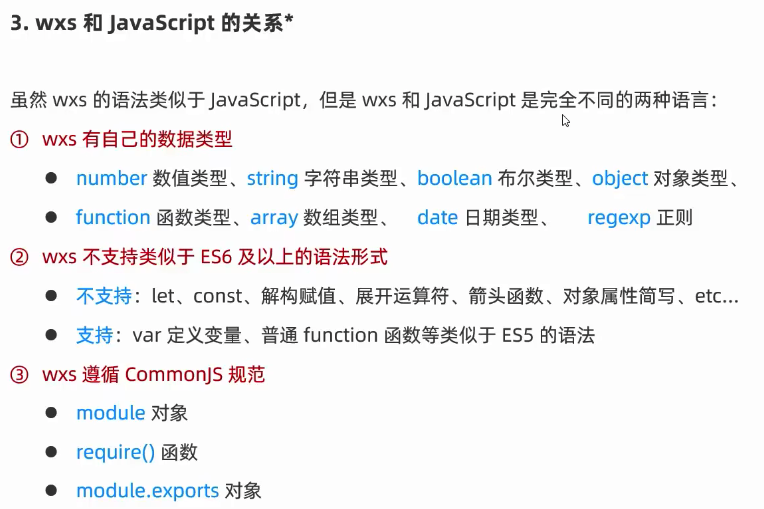 3. wxs 和 JavaScript 的关系*
虽然 wxs 的语法类似于 JavaScript，但是 wxs 和 JavaScript 是完全不同的两种语言：
① wxs 有自己的数据类型
● number 数值类型、string 字符串类型、boolean 布尔类型、object 对象类型、
● function 函数类型、array 数组类型、 date 日期类型、 regexp 正则
② wxs 不支持类似于 ES6 及以上的语法形式
● 不支持：let、const、解构赋值、展开运算符、箭头函数、对象属性简写、etc...
● 支持：var 定义变量、普通 function 函数等类似于 ES5 的语法
③ wxs 遵循 CommonJS 规范
● module 对象
● require() 函数
● module.exports 对象